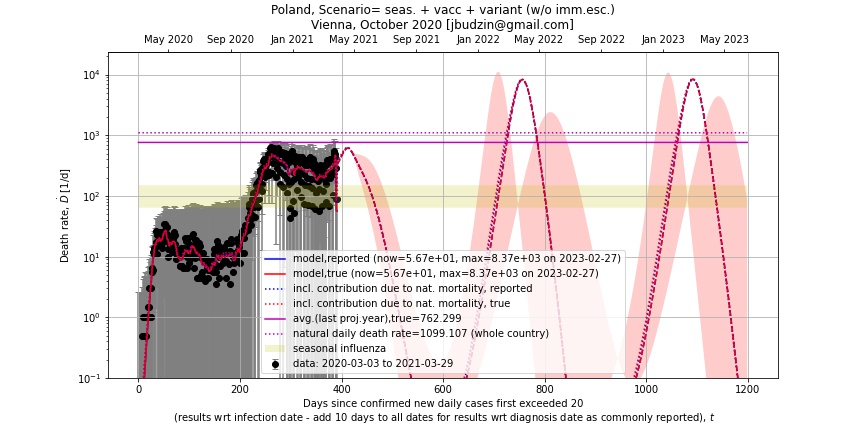 Poland, Scenario= seas. + vacc + variant (w/o imm.esc.)
Vienna, October 2020 [jbudzin@gmail.com]
May 2020 Sep 2020 Jan 2021 May 2021 Sep 2021 Jan 2022 May 2022 Sep 2022 Jan 2023 May 2023
Death rate, D [1/d]
10⁴
10³
10²
10¹
10⁰
10⁻¹
model,reported (now=5.67e+01, max=8.37e+03 on 2023-02-27)
model,true (now=5.67e+01, max=8.37e+03 on 2023-02-27)
incl. contribution due to nat. mortality, reported
incl. contribution due to nat. mortality, true
avg.(last proj.year),true=762.299
natural daily death rate=1099.107 (whole country)
seasonal influenza
data: 2020-03-03 to 2021-03-29
0 200 400 600 800 1000 1200
Days since confirmed new daily cases first exceeded 20
(results wrt infection date - add 10 days to all dates for results wrt diagnosis date as commonly reported), t